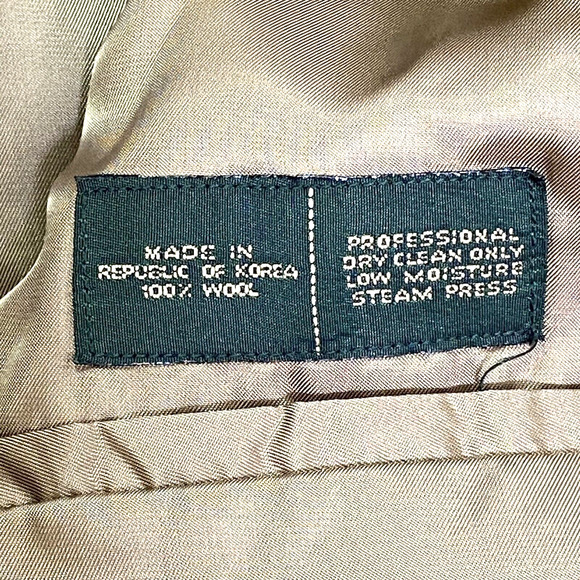 MADE IN
REPUBLIC OF KOREA
100% WOOL
PROFESSIONAL
DRY CLEAN ONLY
LOW MOISTURE
STEAM PRESS